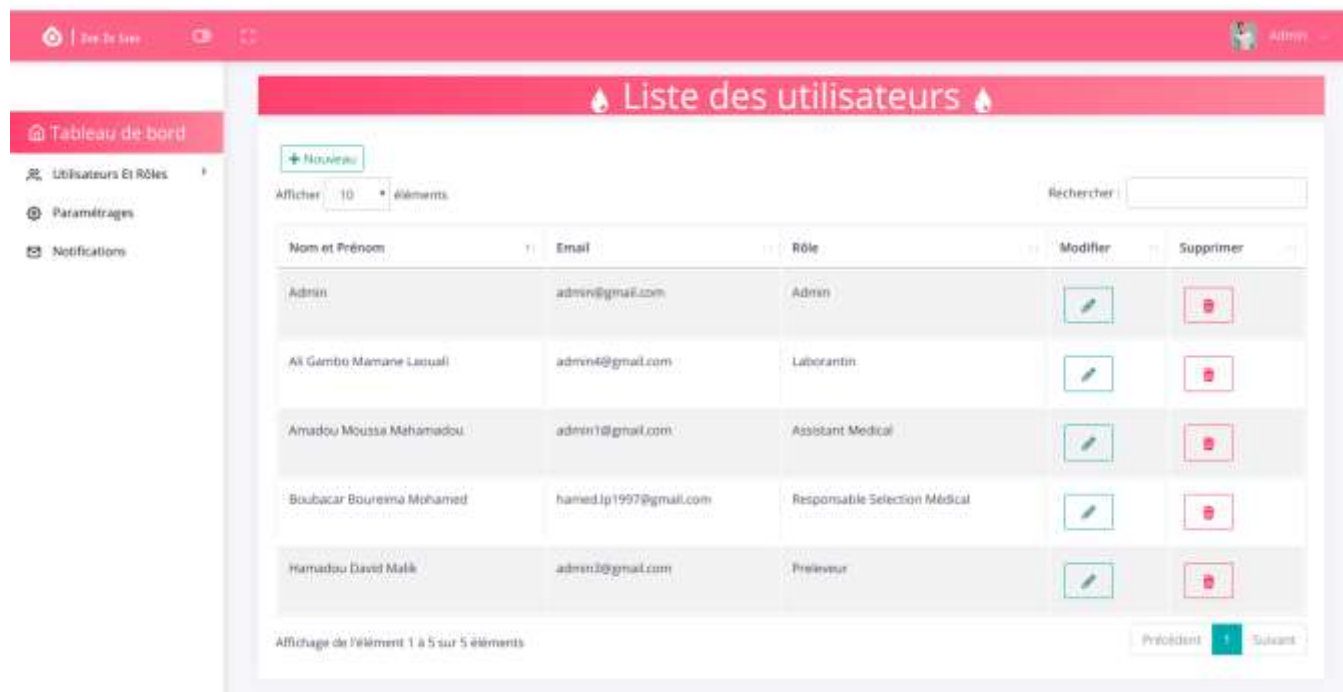 Don De Sang
Admin
Liste des utilisateurs
Tableau de bord
Utilisateurs Et Rôles
Paramétrages
Notifications
+ Nouveau
Afficher 10 éléments
Rechercher :
Nom et Prénom Email Rôle Modifier Supprimer
Admin admin@gmail.com Admin
Ali Gambo Mamane Laouali admin4@gmail.com Laborantin
Amadou Moussa Mahamadou admin1@gmail.com Assistant Medical
Boubacar Boureima Mohamed hamed.lp1997@gmail.com Responsable Selection Médical
Hamadou David Malik admin3@gmail.com Preleveur
Affichage de l'élément 1 à 5 sur 5 éléments
Précédent 1 Suivant